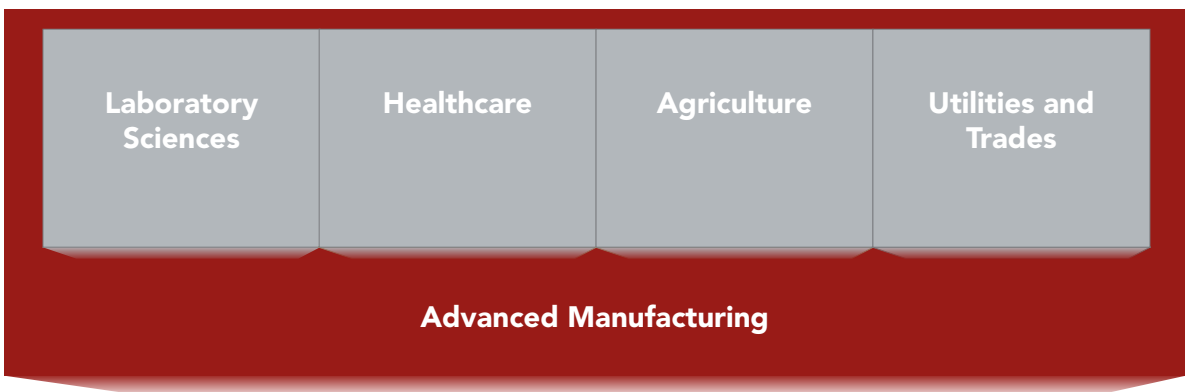 Laboratory
Sciences
Healthcare
Agriculture
Utilities and
Trades
Advanced Manufacturing